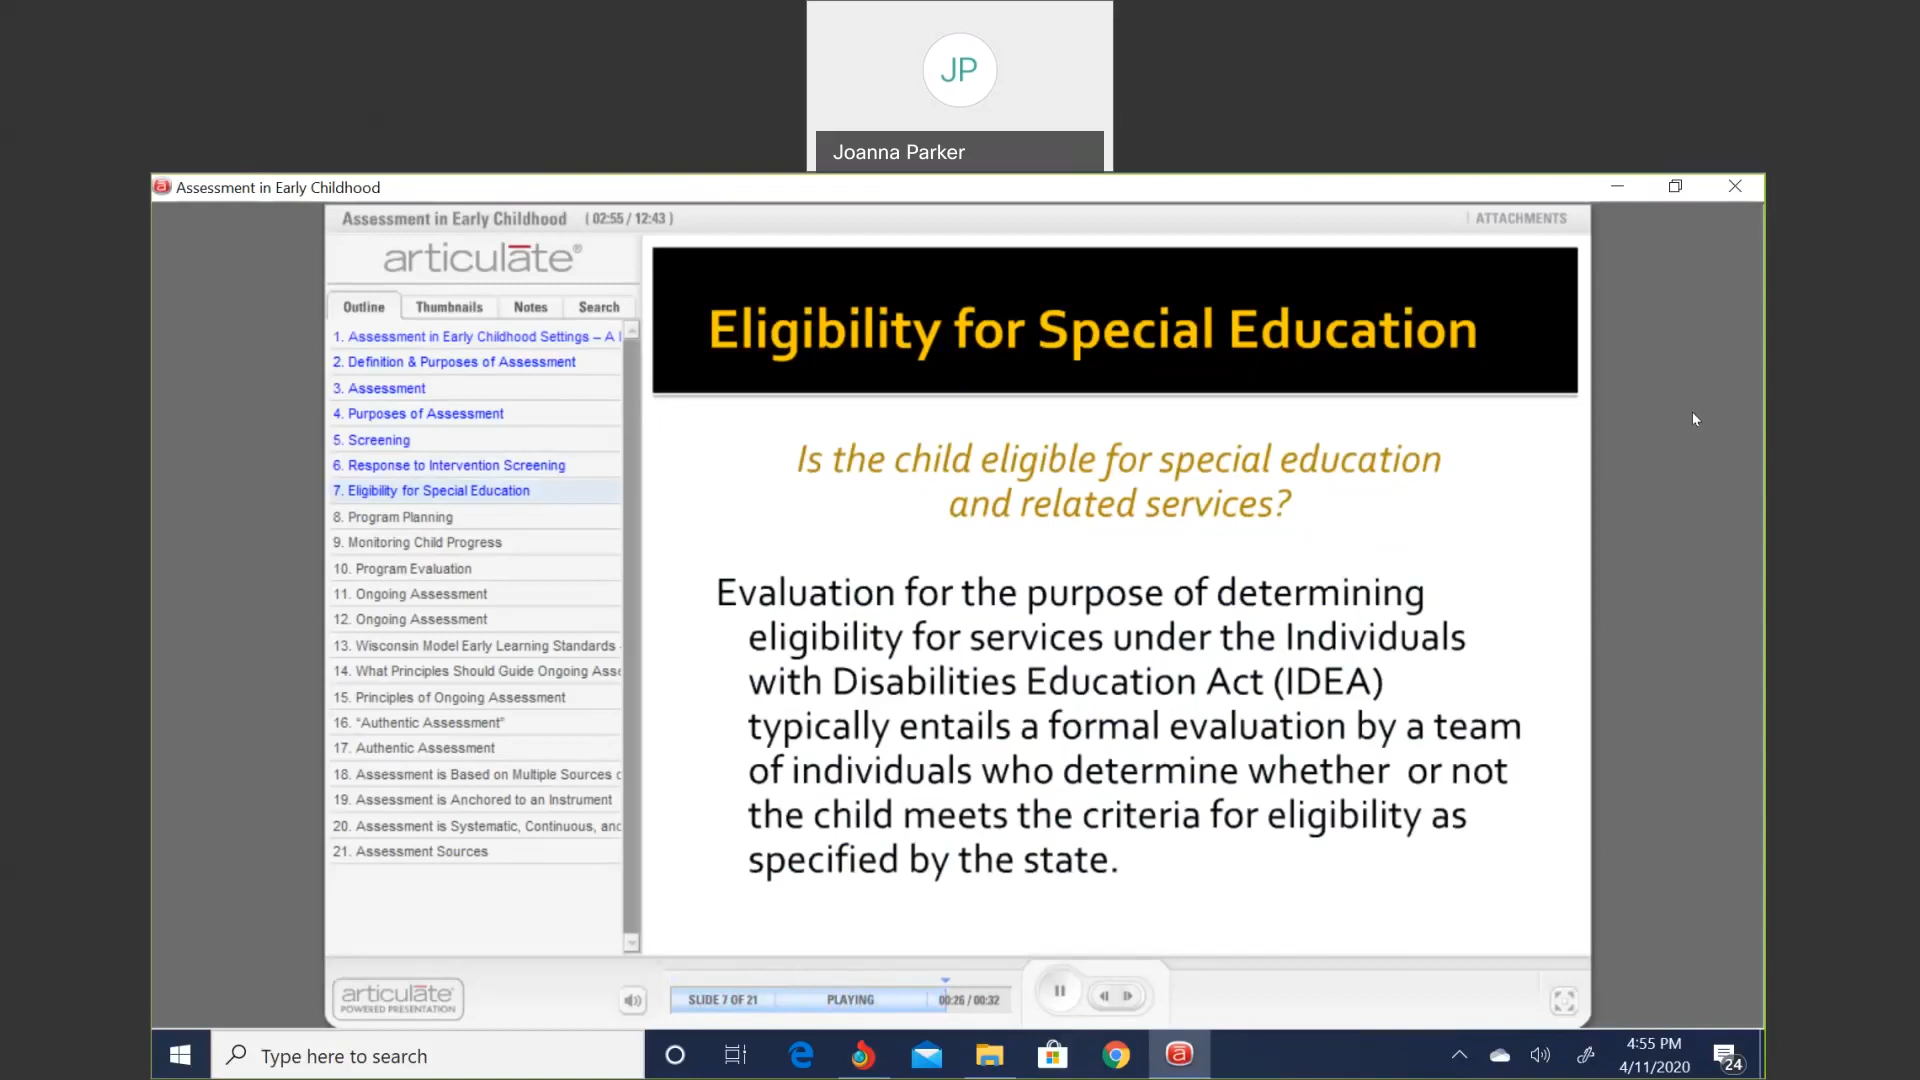 JP
Joanna Parker
Assessment in Early Childhood
Assessment in Early Childhood ( 02:55 / 12:43 )
ATTACHMENTS
articulate®
Outline Thumbnails Notes Search
1. Assessment in Early Childhood Settings – A
2. Definition & Purposes of Assessment
3. Assessment
4. Purposes of Assessment
5. Screening
6. Response to Intervention Screening
7. Eligibility for Special Education
8. Program Planning
9. Monitoring Child Progress
10. Program Evaluation
11. Ongoing Assessment
12. Ongoing Assessment
13. Wisconsin Model Early Learning Standards
14. What Principles Should Guide Ongoing Asse
15. Principles of Ongoing Assessment
16. “Authentic Assessment”
17. Authentic Assessment
18. Assessment is Based on Multiple Sources
19. Assessment is Anchored to an Instrument
20. Assessment is Systematic, Continuous, and
21. Assessment Sources
Eligibility for Special Education
Is the child eligible for special education
and related services?
Evaluation for the purpose of determining
eligibility for services under the Individuals
with Disabilities Education Act (IDEA)
typically entails a formal evaluation by a team
of individuals who determine whether or not
the child meets the criteria for eligibility as
specified by the state.
articulate®
POWERED PRESENTATION
SLIDE 7 OF 21 PLAYING 00:26 / 00:32
Type here to search
4:55 PM
4/11/2020
24